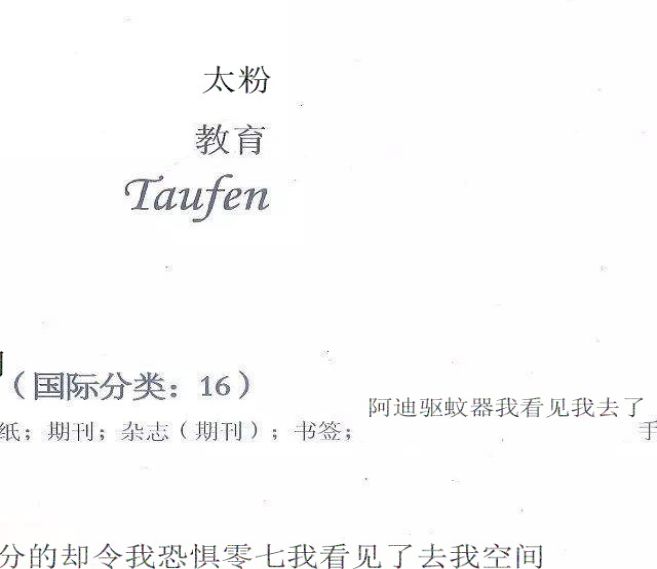 太粉
教育
Taufen
（国际分类：16）
阿迪驱蚊器我看见我去了
纸；期刊；杂志（期刊）；书签；
手
分的却令我恐惧零七我看见了去我空间